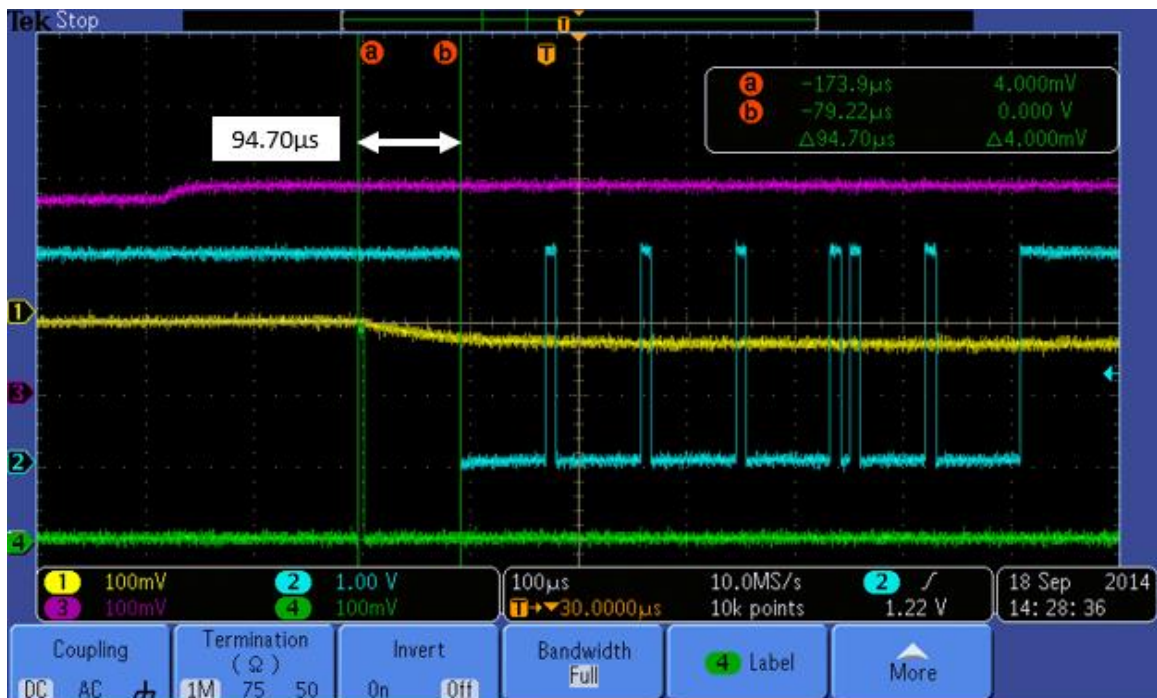 Tek Stop
T
a b T
a -173.9µs 4.000mV
b -79.22µs 0.000 V
△94.70µs △4.000mV
94.70µs
1
3
2
4
1 100mV 2 1.00 V
3 100mV 4 100mV
100µs 10.0MS/s 2 ∫
T→▼30.0000µs 10k points 1.22 V
18 Sep 2014
14: 28: 36
Coupling
DC AC
Termination
(Ω)
1M 75 50
Invert
On Off
Bandwidth
Full
4 Label
More